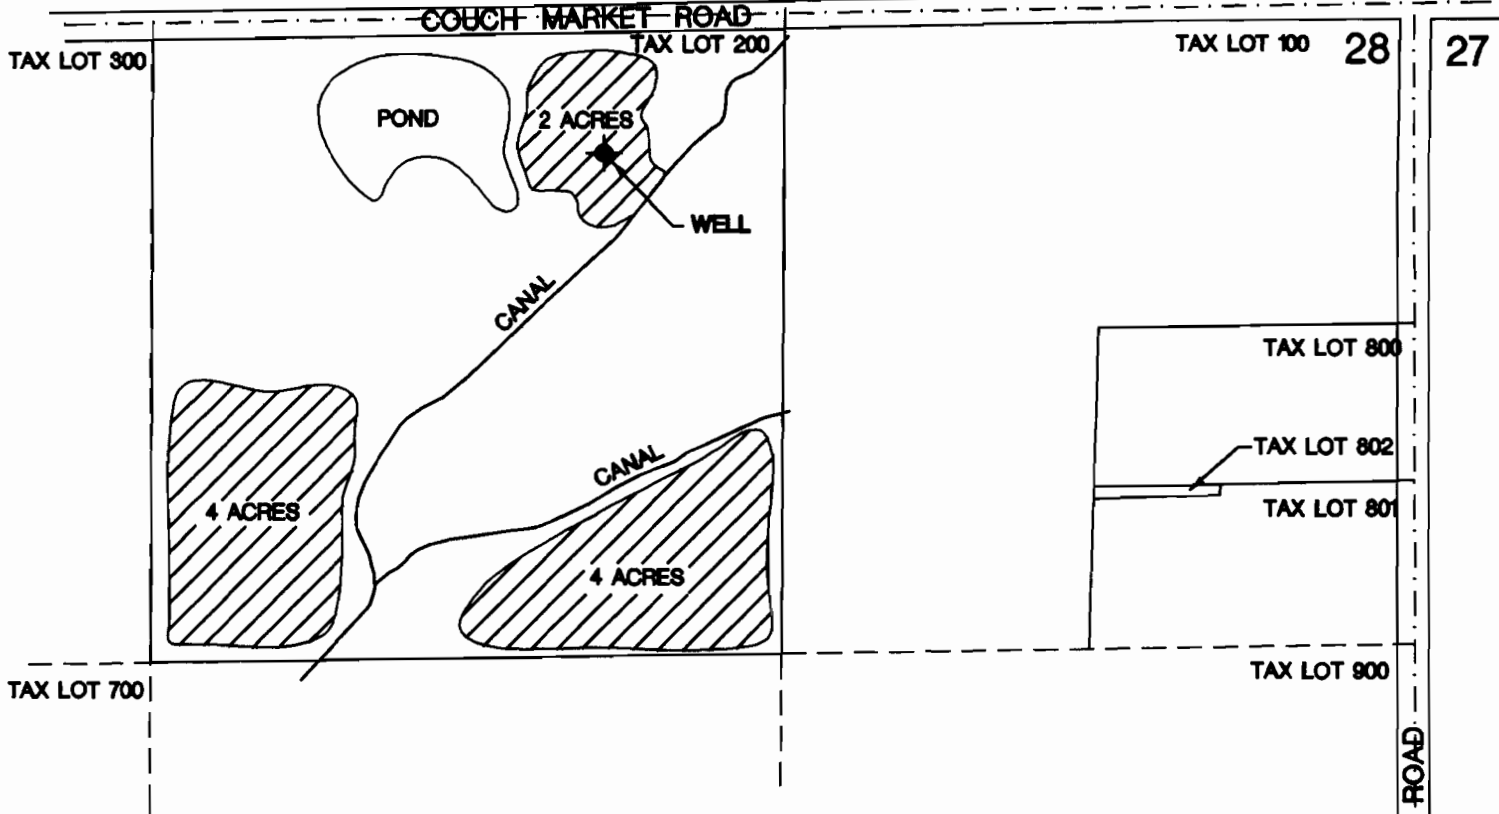 COUCH MARKET ROAD
TAX LOT 300
TAX LOT 200
TAX LOT 100
28
27
POND
2 ACRES
WELL
CANAL
TAX LOT 800
TAX LOT 802
CANAL
TAX LOT 801
4 ACRES
4 ACRES
TAX LOT 900
TAX LOT 700
ROAD